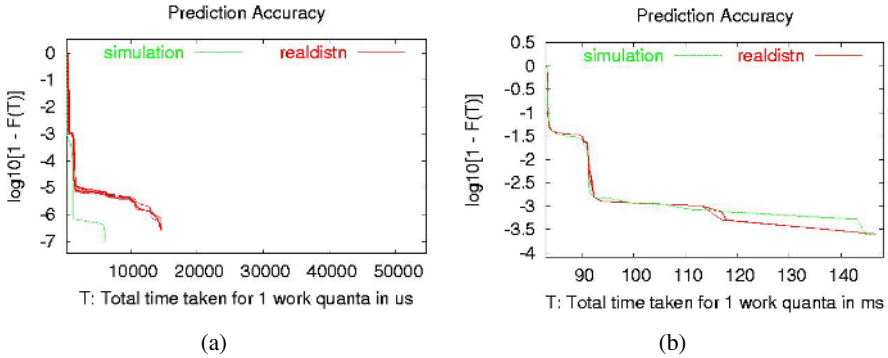 Prediction Accuracy
simulation realdistn
0
-1
-2
-3
-4
-5
-6
-7
log10[1 - F(T)]
10000 20000 30000 40000 50000
T: Total time taken for 1 work quanta in us
(a)
Prediction Accuracy
simulation realdistn
0.5
0
-0.5
-1
-1.5
-2
-2.5
-3
-3.5
-4
log10[1 - F(T)]
90 100 110 120 130 140
T: Total time taken for 1 work quanta in ms
(b)